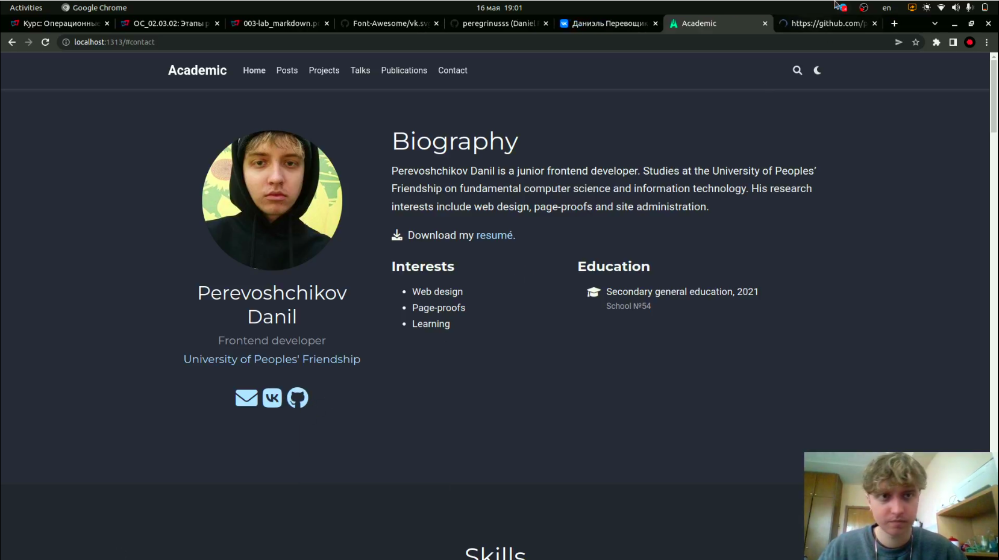 Activities
Google Chrome
16 мая 19:01
en
Курс: Операционные
ОС_02.03.02: Этапы р
003-lab_markdown.p
Font-Awesome/vk.sv
peregrinusss (Daniel
Даниэль Перевощик
Academic
https://github.com/p
localhost:1313/#contact
Academic
Home
Posts
Projects
Talks
Publications
Contact
Biography
Perevoshchikov Danil is a junior frontend developer. Studies at the University of Peoples’
Friendship on fundamental computer science and information technology. His research
interests include web design, page-proofs and site administration.
Download my resumé.
Interests
Web design
Page-proofs
Learning
Education
Secondary general education, 2021
School №54
Perevoshchikov
Danil
Frontend developer
University of Peoples' Friendship
VK
Skills